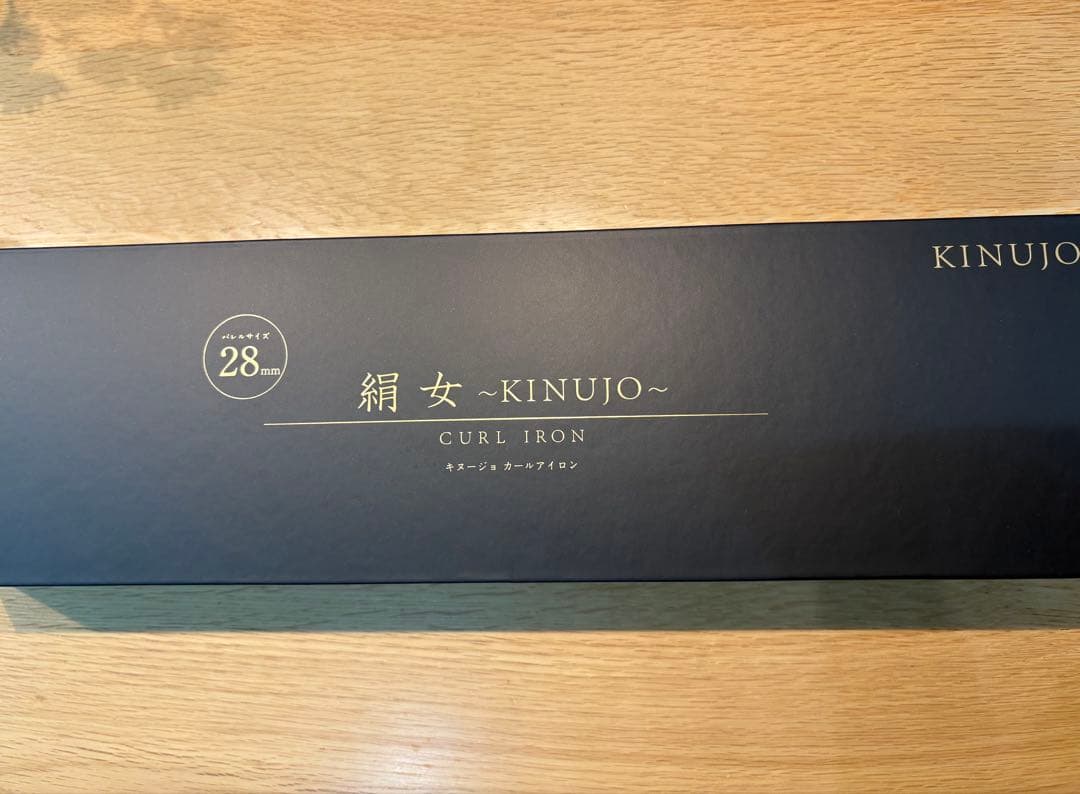 KINUJO
バレルサイズ
28mm
絹女 ~KINUJO~
CURL IRON
キヌージョ カールアイロン